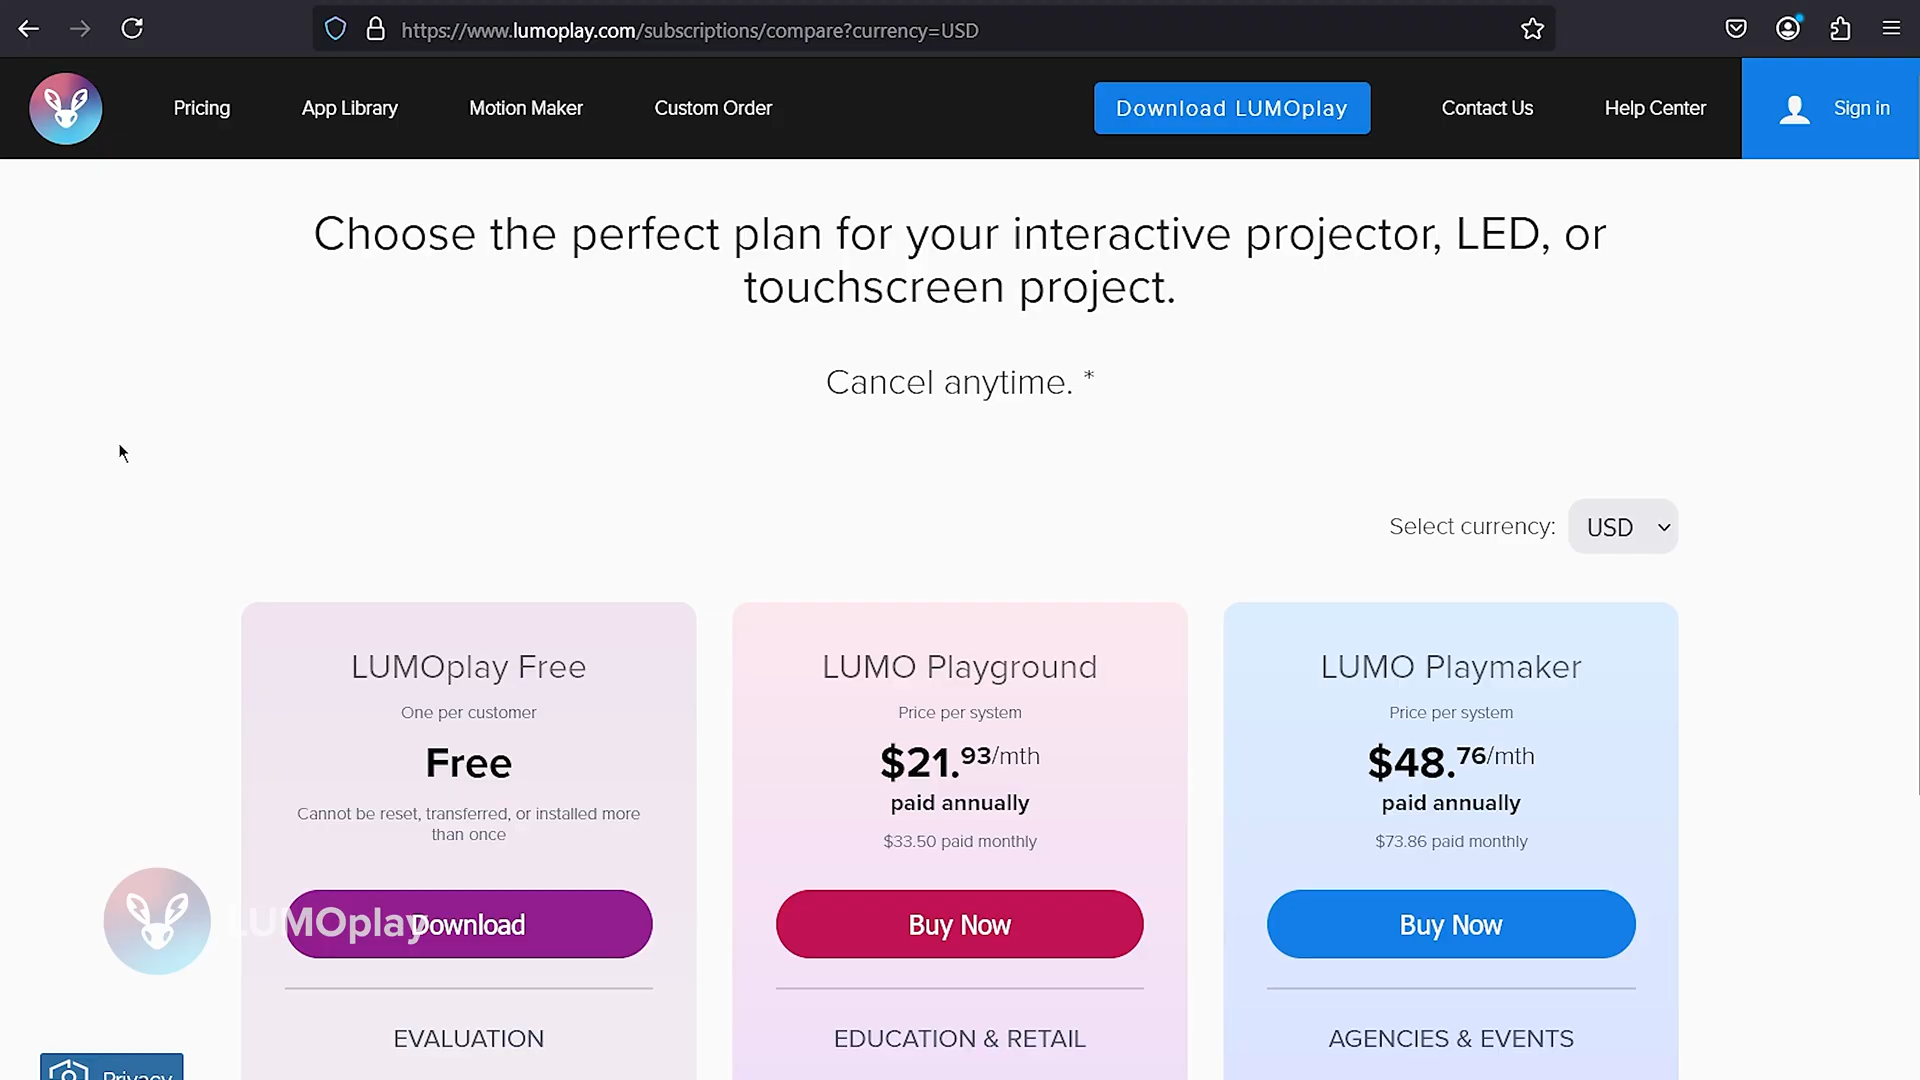 https://www.lumoplay.com/subscriptions/compare?currency=USD
Pricing
App Library
Motion Maker
Custom Order
Download LUMOplay
Contact Us
Help Center
Sign in
Choose the perfect plan for your interactive projector, LED, or
touchscreen project.
Cancel anytime. *
Select currency:
USD
LUMOplay Free
One per customer
Free
Cannot be reset, transferred, or installed more
than once
Download
EVALUATION
LUMO Playground
Price per system
$21.93/mth
paid annually
$33.50 paid monthly
Buy Now
EDUCATION & RETAIL
LUMO Playmaker
Price per system
$48.76/mth
paid annually
$73.86 paid monthly
Buy Now
AGENCIES & EVENTS
LUMOplay
Privacy